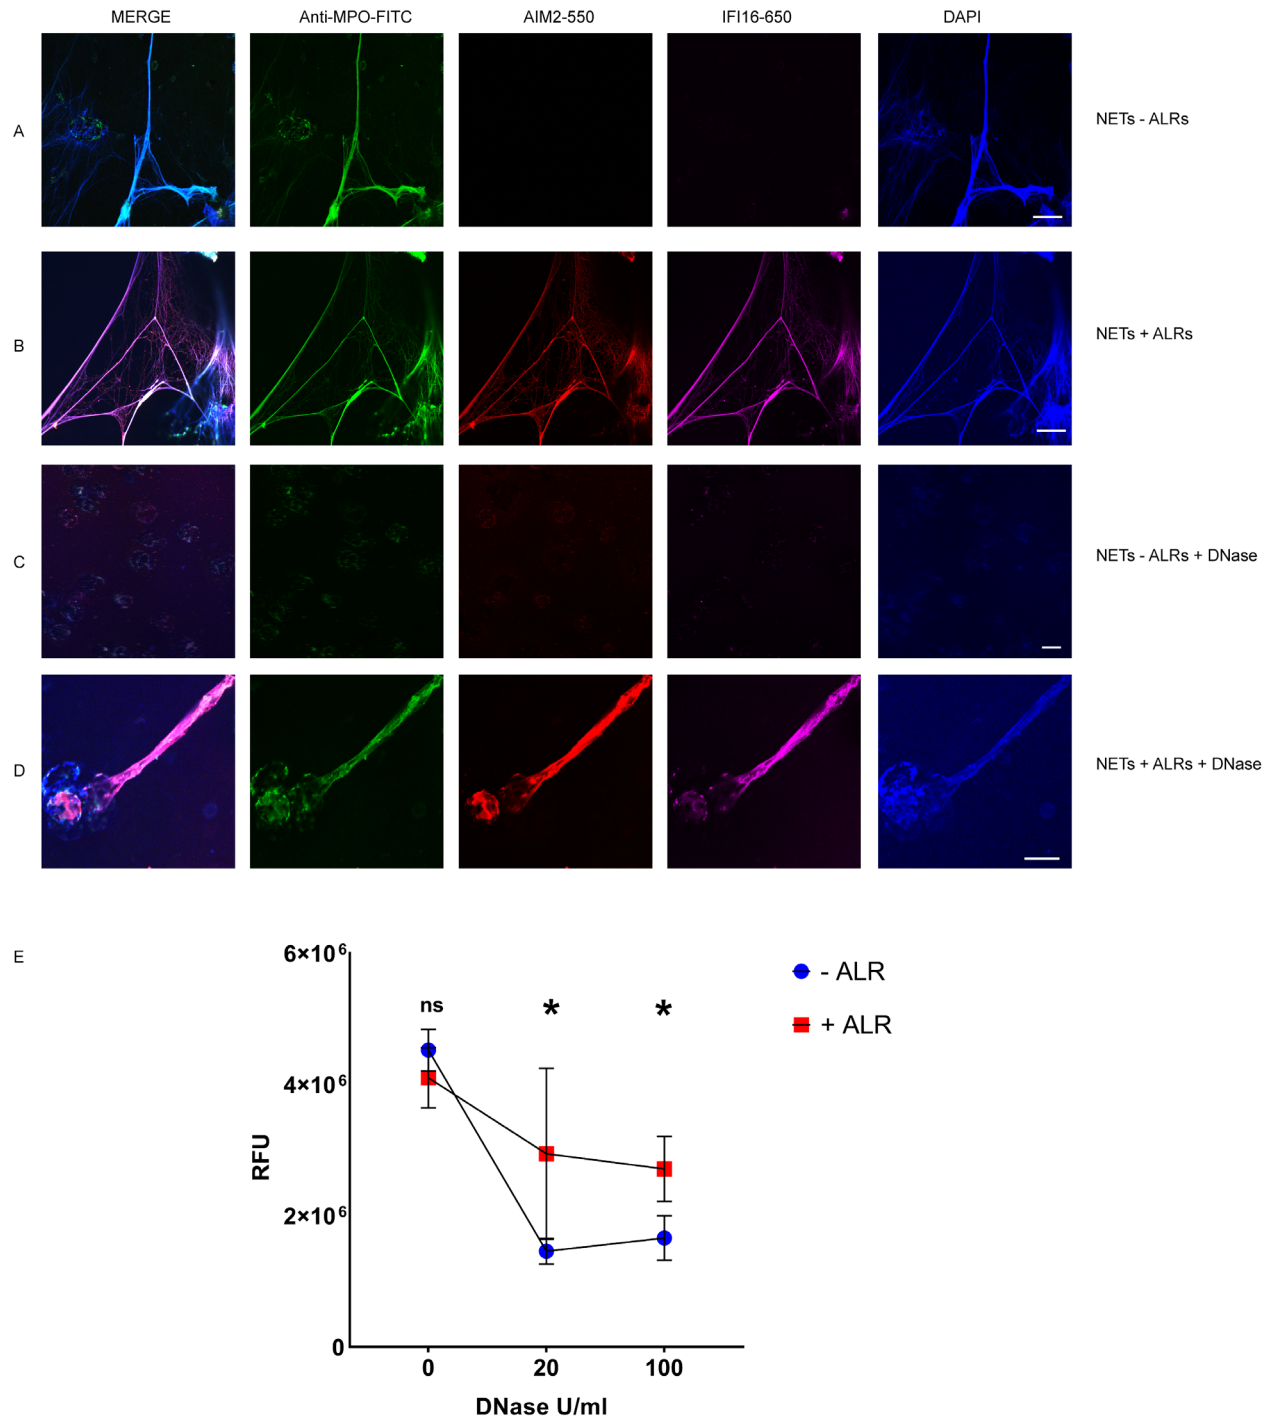 MERGE Anti-MPO-FITC AIM2-550 IFI16-650 DAPI
A NETs - ALRs
B NETs + ALRs
C NETs - ALRs + DNase
D NETs + ALRs + DNase
E
6×10⁶
4×10⁶
2×10⁶
0
RFU
ns * *
- ALR
+ ALR
0 20 100
DNase U/ml